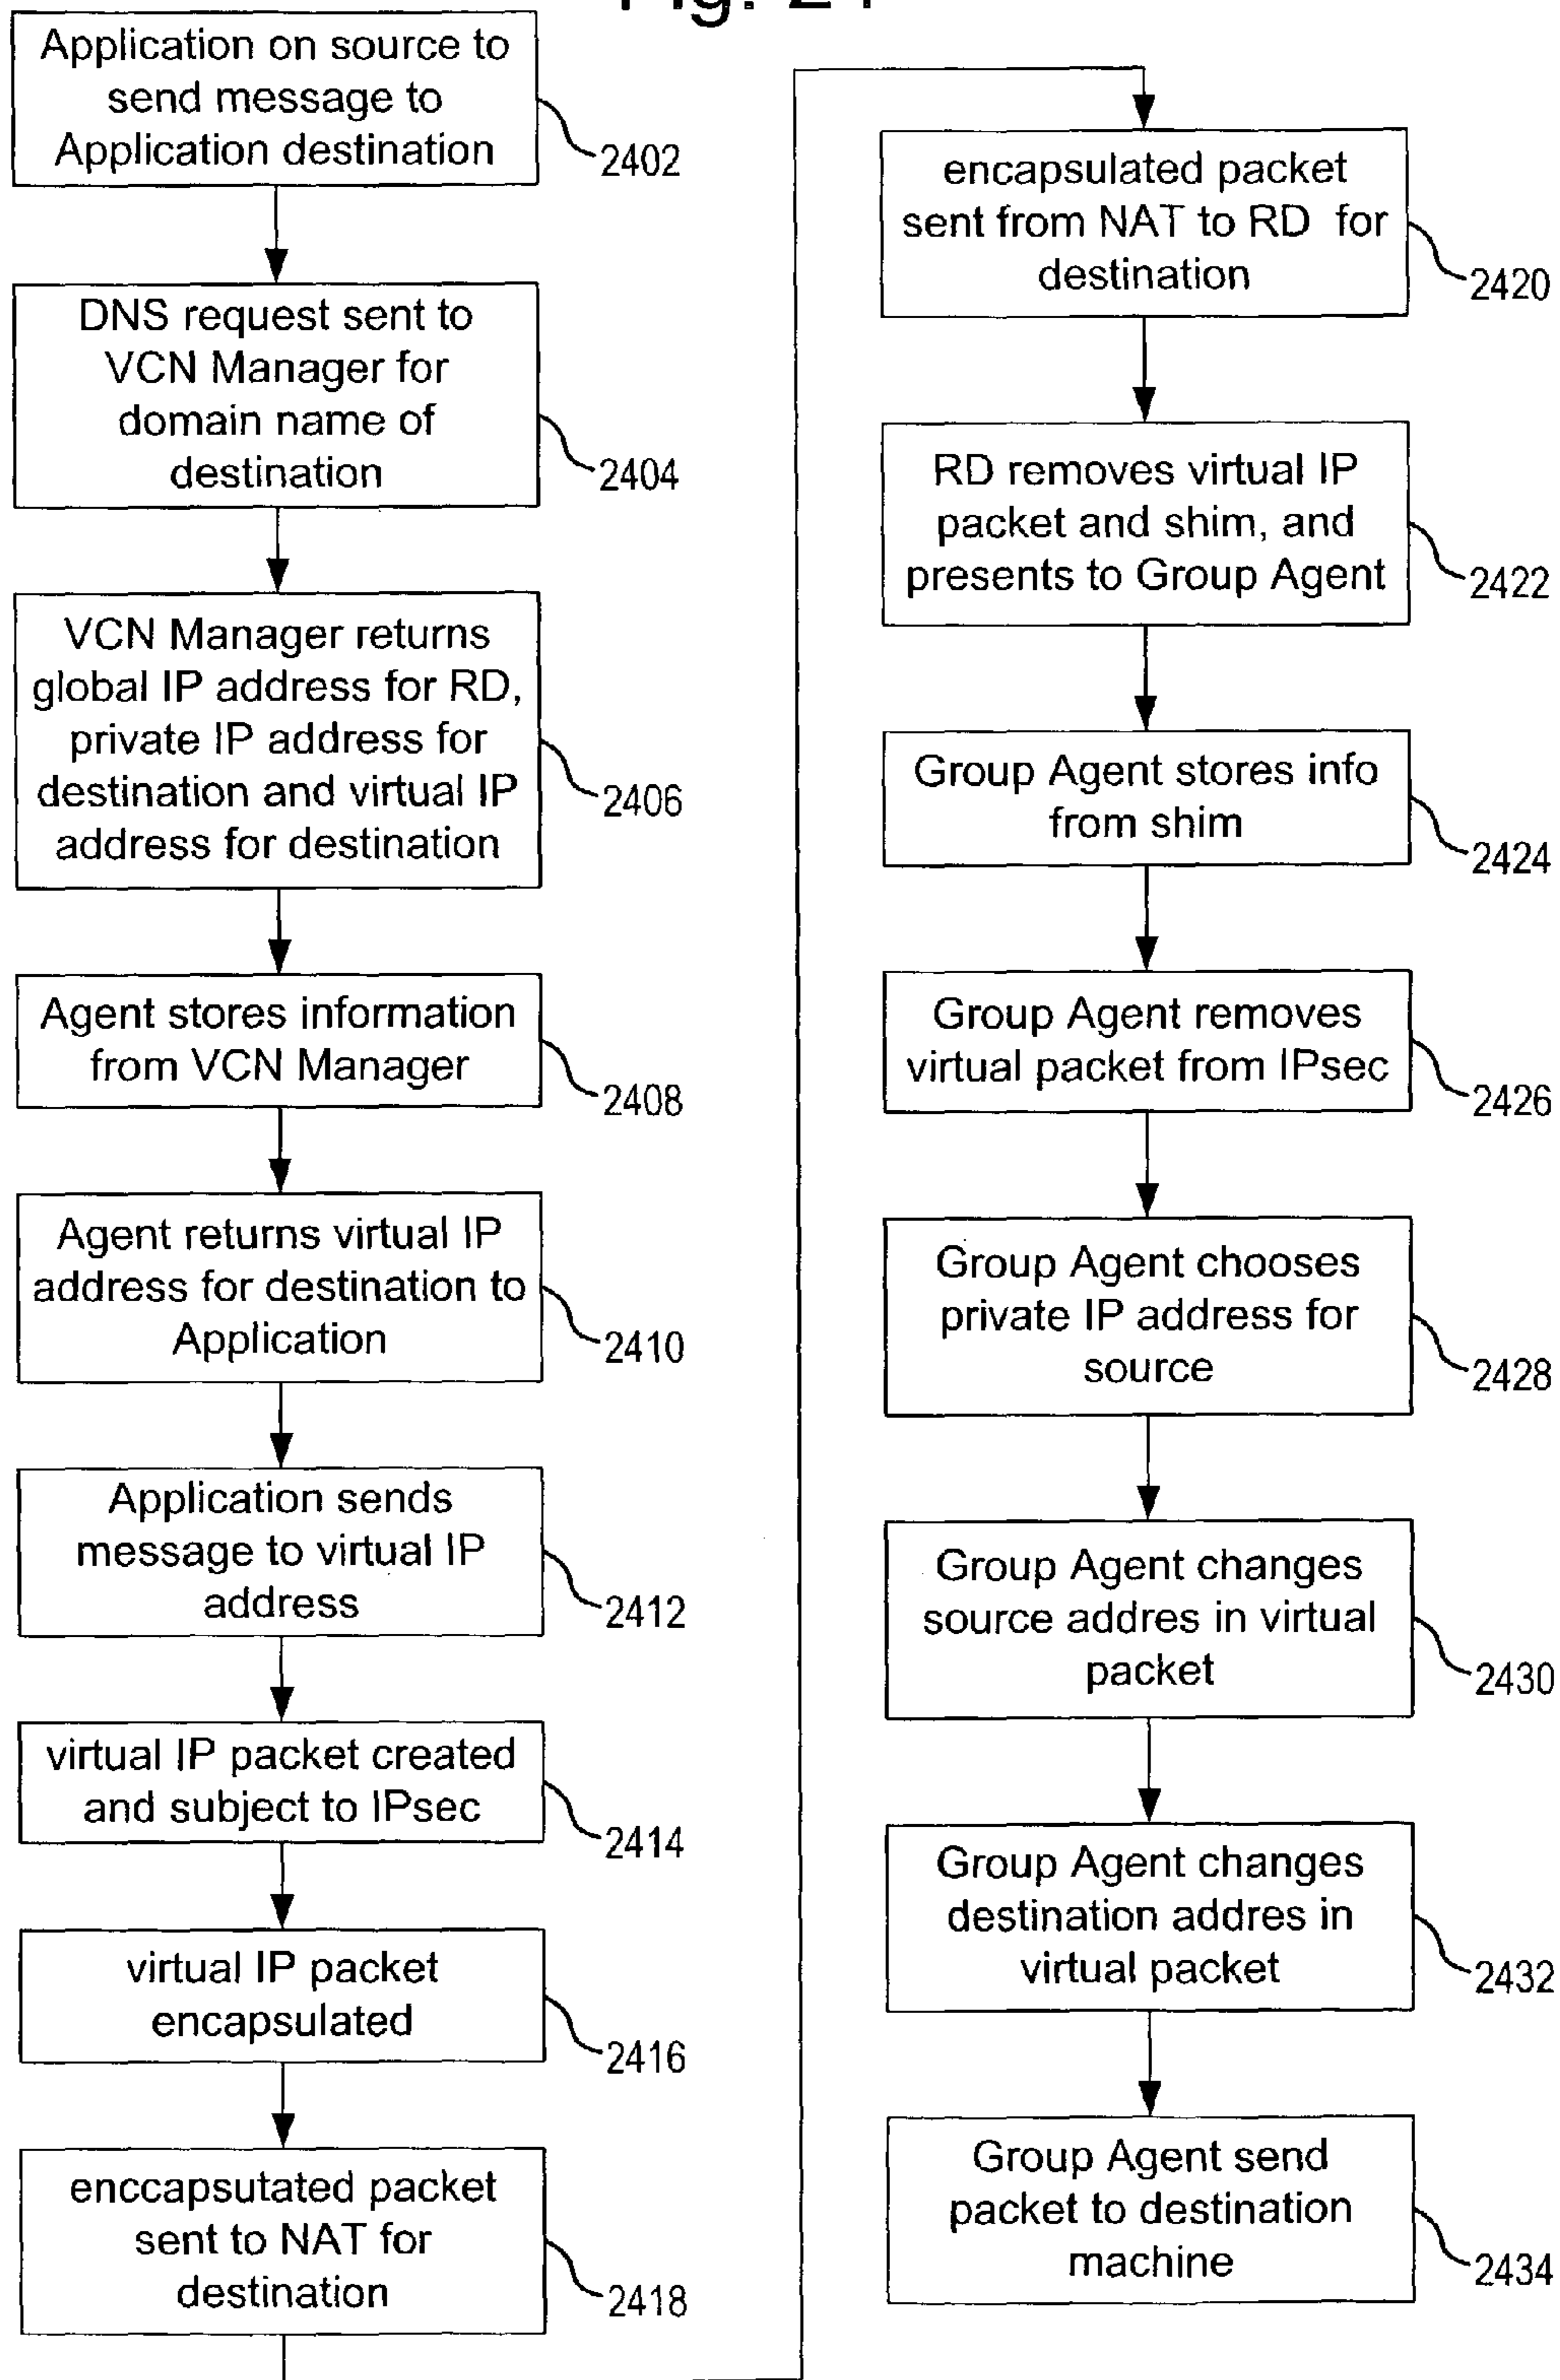 Fig. 24
Application on source to
send message to
Application destination
2402
DNS request sent to
VCN Manager for
domain name of
destination
2404
VCN Manager returns
global IP address for RD,
private IP address for
destination and virtual IP
address for destination
2406
Agent stores information
from VCN Manager
2408
Agent returns virtual IP
address for destination to
Application
2410
Application sends
message to virtual IP
address
2412
virtual IP packet created
and subject to IPsec
2414
virtual IP packet
encapsulated
2416
enccapsutated packet
sent to NAT for
destination
2418
encapsulated packet
sent from NAT to RD for
destination
2420
RD removes virtual IP
packet and shim, and
presents to Group Agent
2422
Group Agent stores info
from shim
2424
Group Agent removes
virtual packet from IPsec
2426
Group Agent chooses
private IP address for
source
2428
Group Agent changes
source addres in virtual
packet
2430
Group Agent changes
destination addres in
virtual packet
2432
Group Agent send
packet to destination
machine
2434